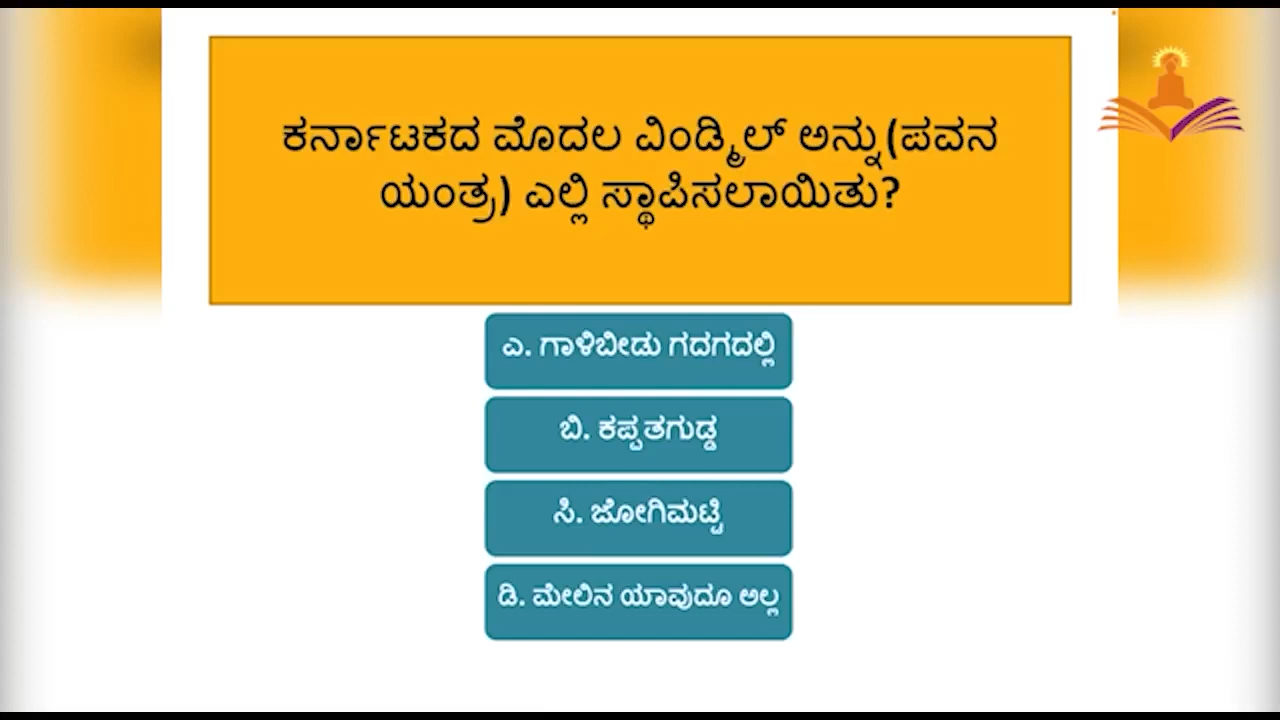 ಕರ್ನಾಟಕದ ಮೊದಲ ವಿಂಡ್ಮಿಲ್ ಅನ್ನು(ಪವನ
ಯಂತ್ರ) ಎಲ್ಲಿ ಸ್ಥಾಪಿಸಲಾಯಿತು?
ಎ. ಗಾಳಿಬೀಡು ಗದಗದಲ್ಲಿ
ಬಿ. ಕಪ್ಪತಗುಡ್ಡ
ಸಿ. ಜೋಗಿಮಟ್ಟಿ
ಡಿ. ಮೇಲಿನ ಯಾವುದೂ ಅಲ್ಲ